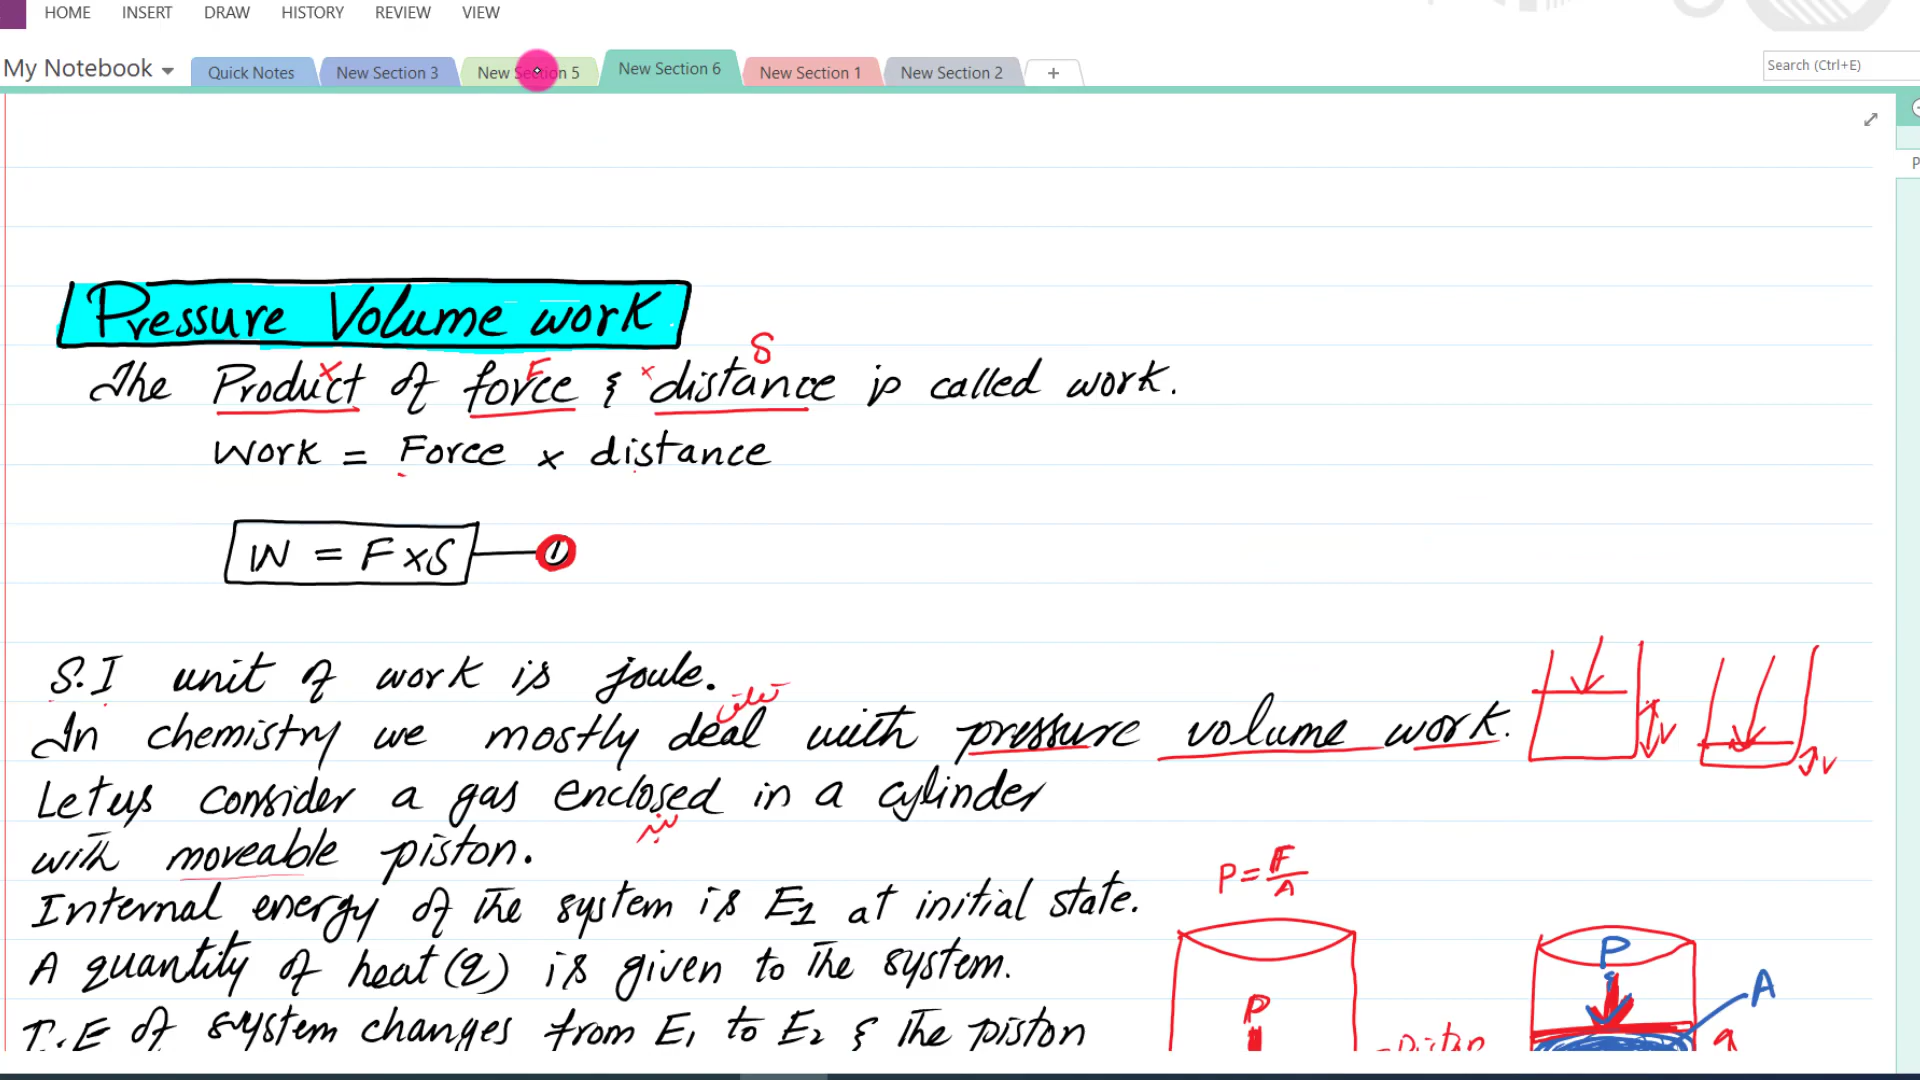 HOME INSERT DRAW HISTORY REVIEW VIEW
My Notebook Quick Notes New Section 3 New Section 5 New Section 6 New Section 1 New Section 2 + Search (Ctrl+E)
P
Pressure Volume work
x F x S
The Product of force & distance is called work.
Work = Force x distance
W = F x S 1
S.I unit of work is joule.
تعلق
In chemistry we mostly deal with pressure volume work.
V V
Let us consider a gas enclosed in a cylinder
بند
with moveable piston.
P = F/A
Internal energy of the system is E1 at initial state.
A quantity of heat (q) is given to the system.
P P A
I.E of system changes from E1 to E2 & the piston
Piston q